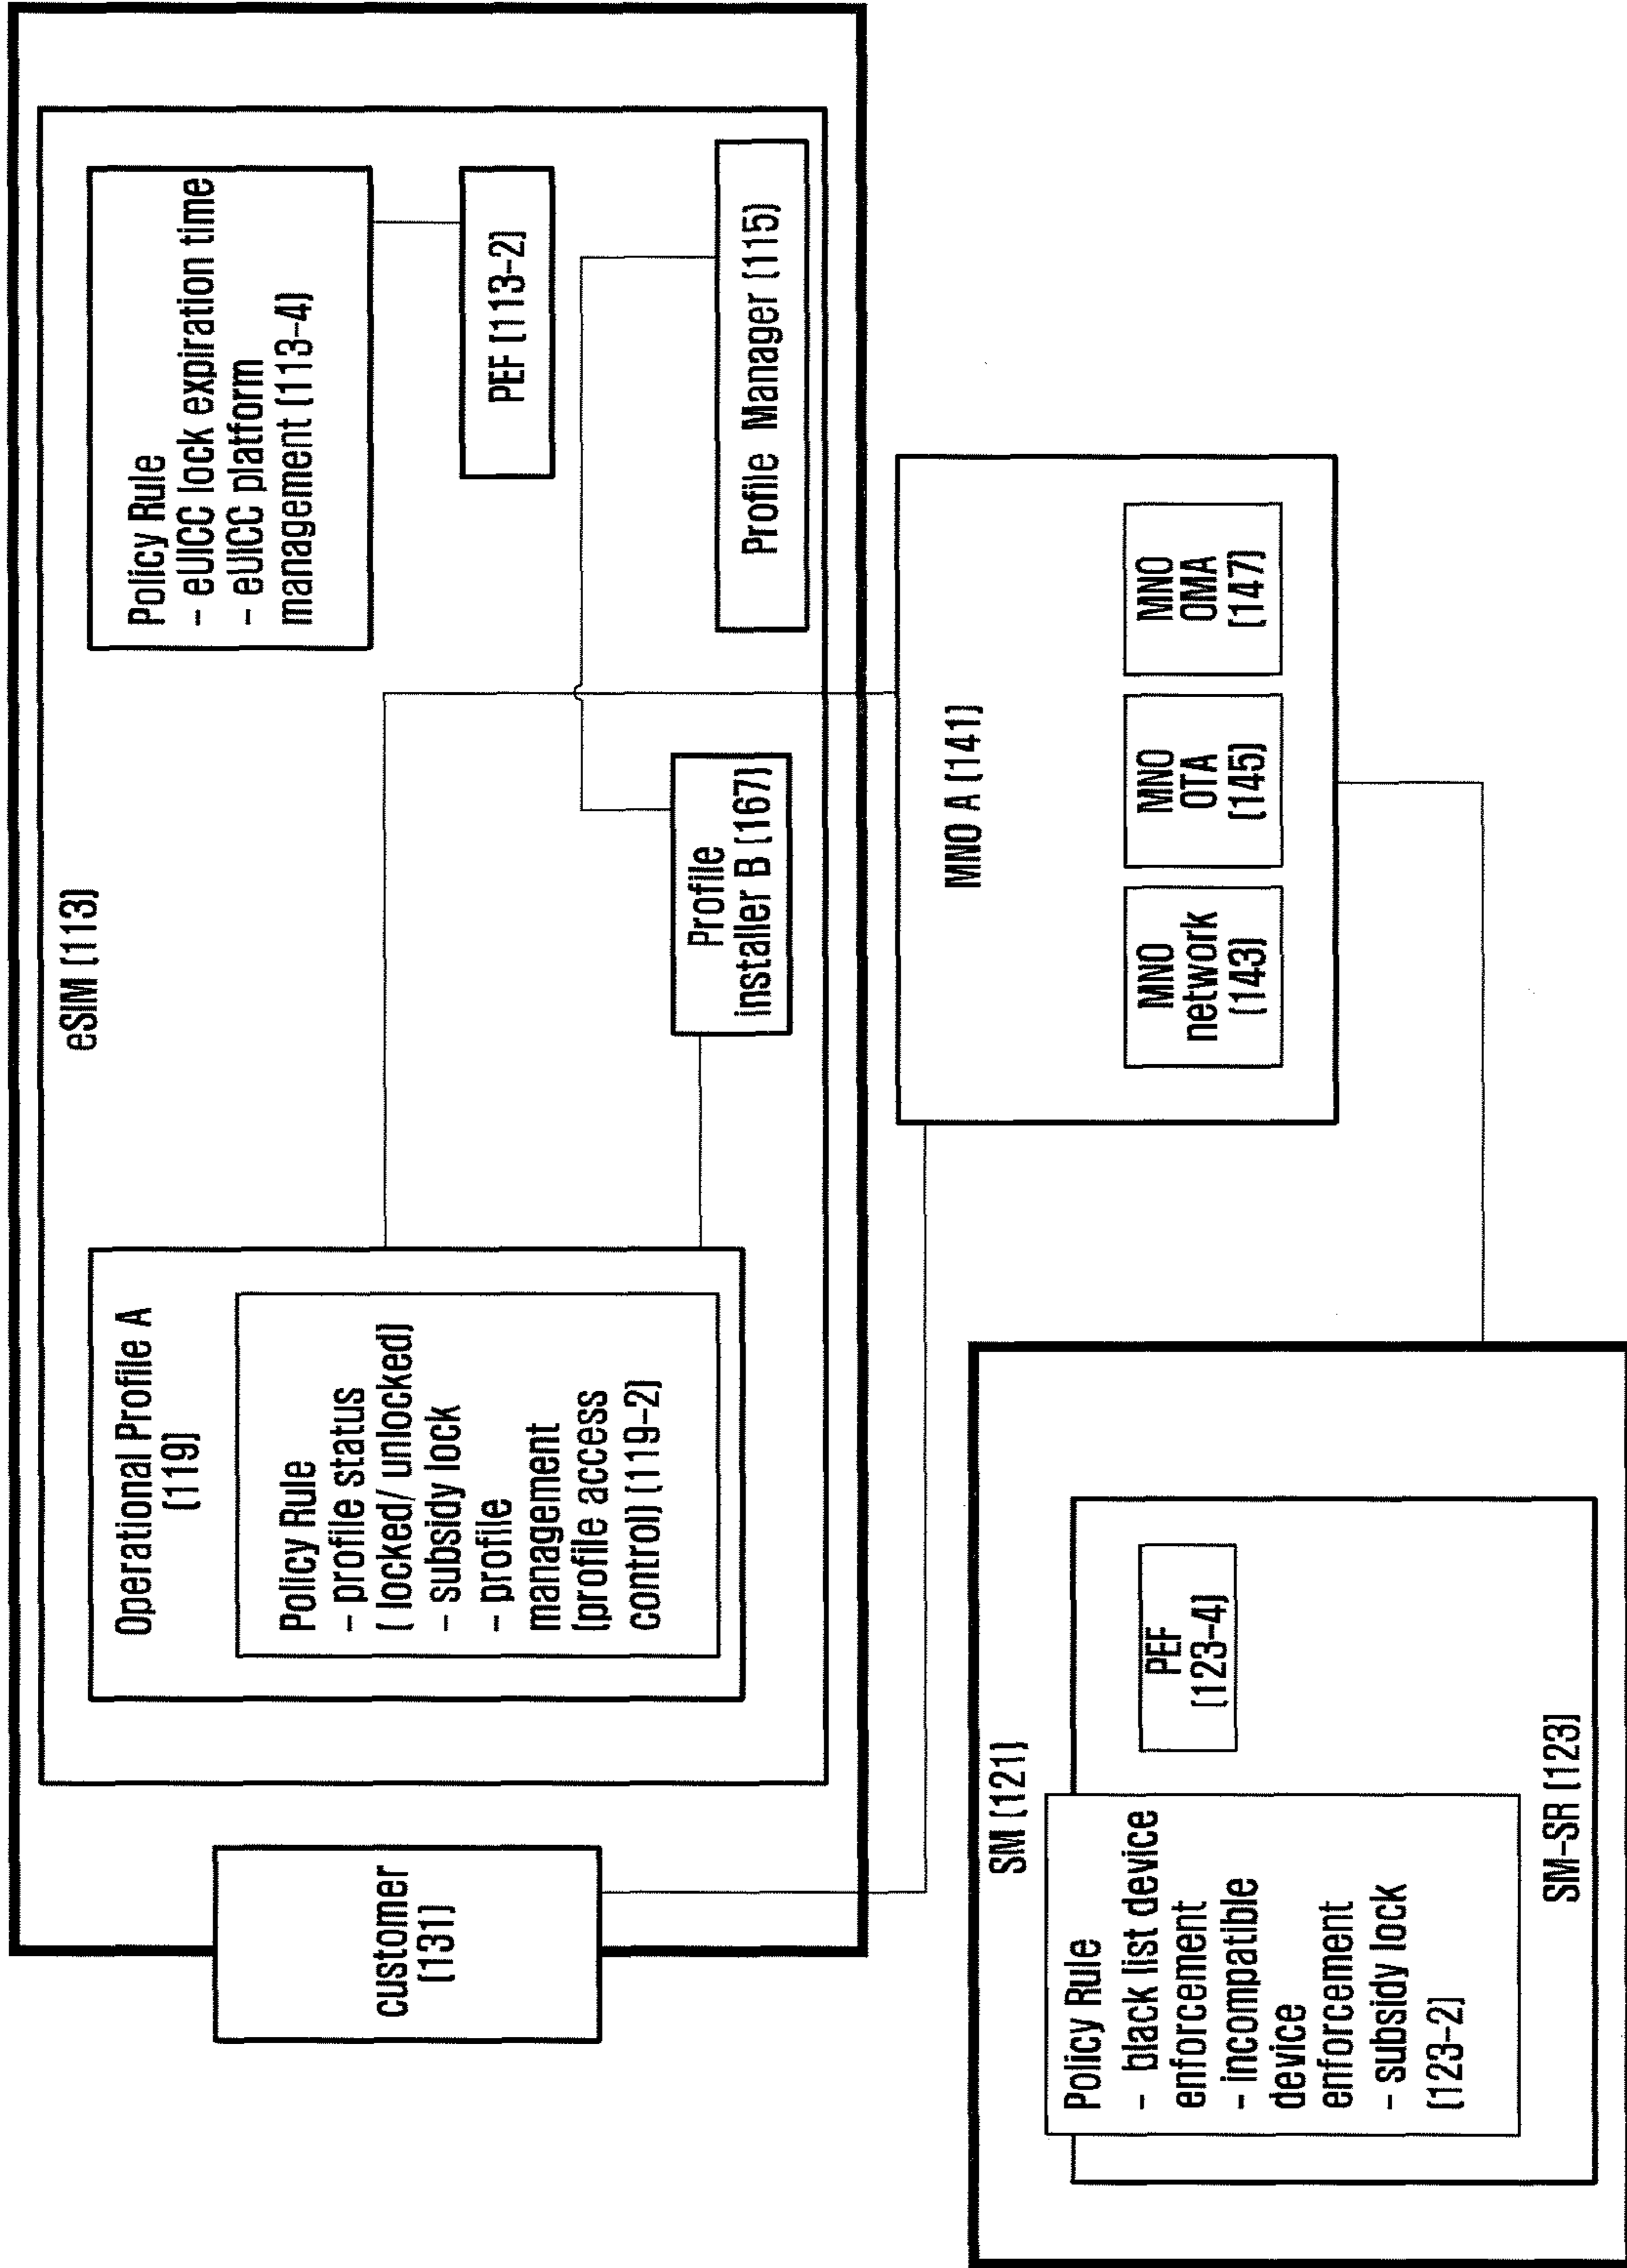 customer
(131)
eSIM (113)
Operational Profile A
(119)
Policy Rule
- profile status
( locked/ unlocked)
- subsidy lock
- profile
management
(profile access
control) (119-2)
Profile
installer B (167)
Policy Rule
- eUICC lock expiration time
- eUICC platform
management (113-4)
PEF (113-2)
Profile Manager (115)
SM (121)
Policy Rule
- black list device
enforcement
- incompatible
device
enforcement
- subsidy lock
(123-2)
PEF
(123-4)
SM-SR (123)
MNO A (141)
MNO
network
(143)
MNO
OTA
(145)
MNO
OMA
(147)